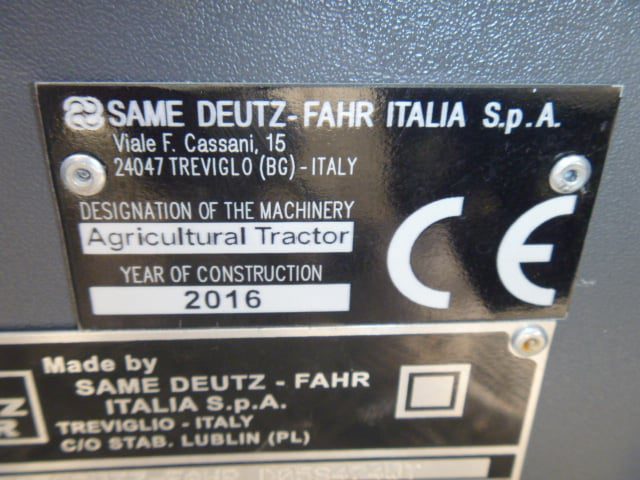 SAME DEUTZ-FAHR ITALIA S.p.A.
Viale F. Cassani, 15
24047 TREVIGLO (BG) - ITALY
DESIGNATION OF THE MACHINERY
Agricultural Tractor
YEAR OF CONSTRUCTION
2016
CE
Made by
SAME DEUTZ - FAHR
ITALIA S.p.A.
TREVIGLIO - ITALY
C/O STAB. LUBLIN (PL)